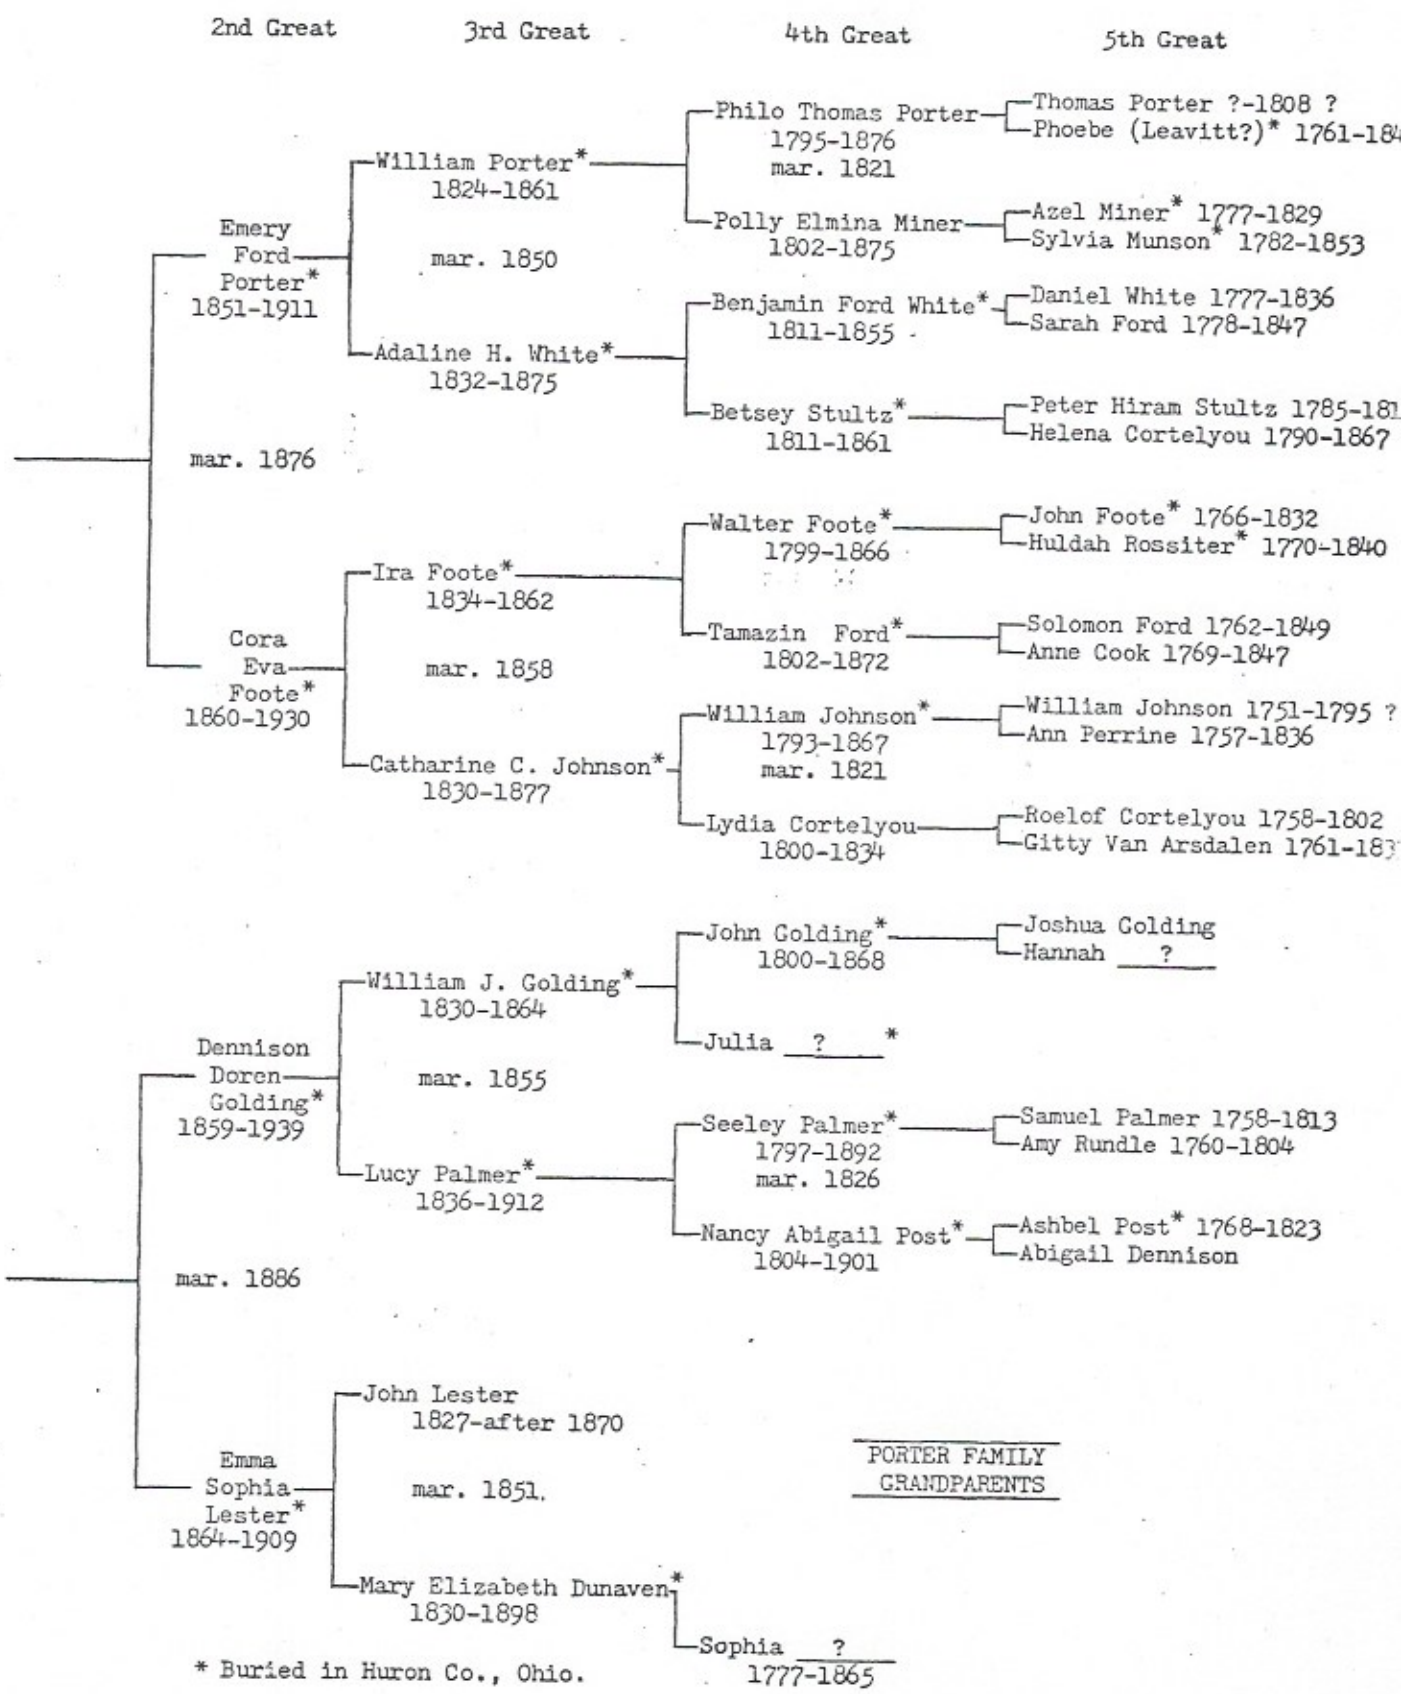 2nd Great 3rd Great 4th Great 5th Great
Philo Thomas Porter
1795-1876
mar. 1821
Thomas Porter ?-1808 ?
Phoebe (Leavitt?)* 1761-184
William Porter*
1824-1861
Polly Elmina Miner
1802-1875
Azel Miner* 1777-1829
Sylvia Munson* 1782-1853
Emery
Ford
Porter*
1851-1911
mar. 1850
Benjamin Ford White*
1811-1855
Daniel White 1777-1836
Sarah Ford 1778-1847
Adaline H. White*
1832-1875
Betsey Stultz*
1811-1861
Peter Hiram Stultz 1785-181
Helena Cortelyou 1790-1867
mar. 1876
Walter Foote*
1799-1866
John Foote* 1766-1832
Huldah Rossiter* 1770-1840
Ira Foote*
1834-1862
Tamazin Ford*
1802-1872
Solomon Ford 1762-1849
Anne Cook 1769-1847
Cora
Eva
Foote*
1860-1930
mar. 1858
William Johnson*
1793-1867
mar. 1821
William Johnson 1751-1795 ?
Ann Perrine 1757-1836
Catharine C. Johnson*
1830-1877
Lydia Cortelyou
1800-1834
Roelof Cortelyou 1758-1802
Gitty Van Arsdalen 1761-183
John Golding*
1800-1868
Joshua Golding
Hannah ?
William J. Golding*
1830-1864
Julia ? *
Dennison
Doren
Golding*
1859-1939
mar. 1855
Seeley Palmer*
1797-1892
mar. 1826
Samuel Palmer 1758-1813
Amy Rundle 1760-1804
Lucy Palmer*
1836-1912
Nancy Abigail Post*
1804-1901
Ashbel Post* 1768-1823
Abigail Dennison
mar. 1886
John Lester
1827-after 1870
Emma
Sophia
Lester*
1864-1909
mar. 1851
PORTER FAMILY
GRANDPARENTS
Mary Elizabeth Dunaven*
1830-1898
Sophia ?
1777-1865
* Buried in Huron Co., Ohio.